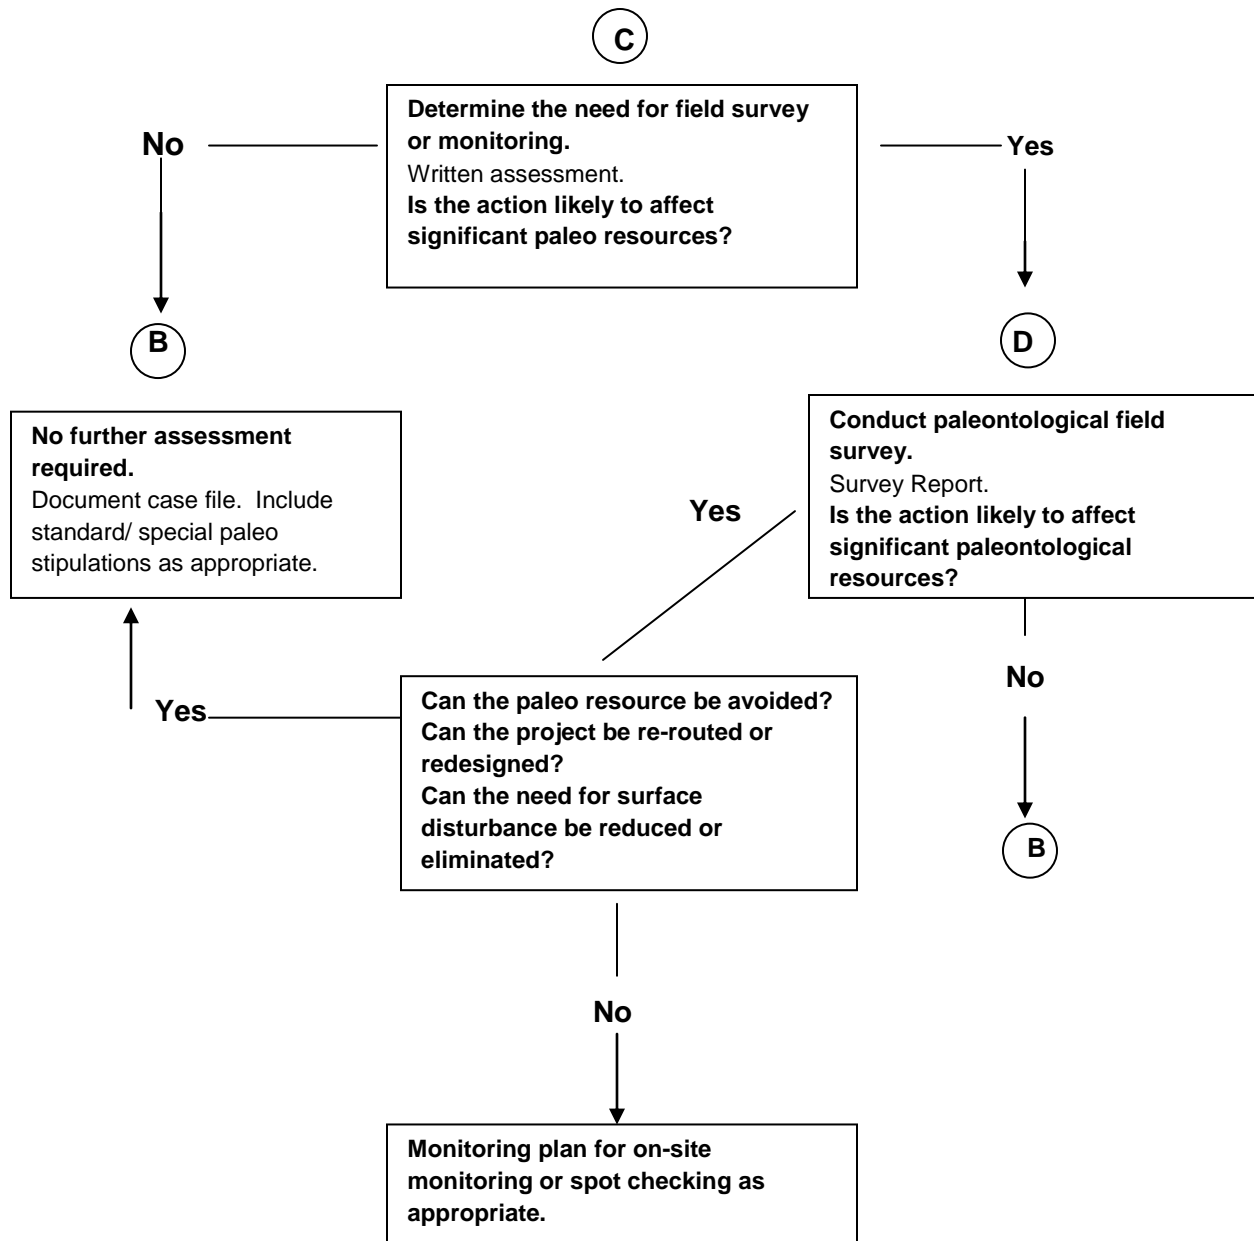 C
Determine the need for field survey
or monitoring.
Written assessment.
Is the action likely to affect
significant paleo resources?
No
Yes
B
D
No further assessment
required.
Document case file.  Include
standard/ special paleo
stipulations as appropriate.
Conduct paleontological field
survey.
Survey Report.
Is the action likely to affect
significant paleontological
resources?
Yes
No
B
Can the paleo resource be avoided?
Can the project be re-routed or
redesigned?
Can the need for surface
disturbance be reduced or
eliminated?
Yes
No
Monitoring plan for on-site
monitoring or spot checking as
appropriate.